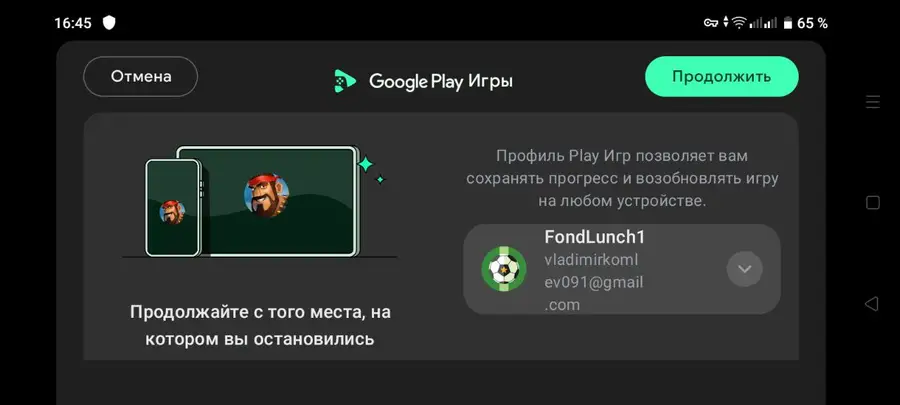 16:45
65 %
Отмена
Google Play Игры
Продолжить
Профиль Play Игр позволяет вам
сохранять прогресс и возобновлять игру
на любом устройстве.
FondLunch1
vladimirkoml
ev091@gmail
.com
Продолжайте с того места, на
котором вы остановились